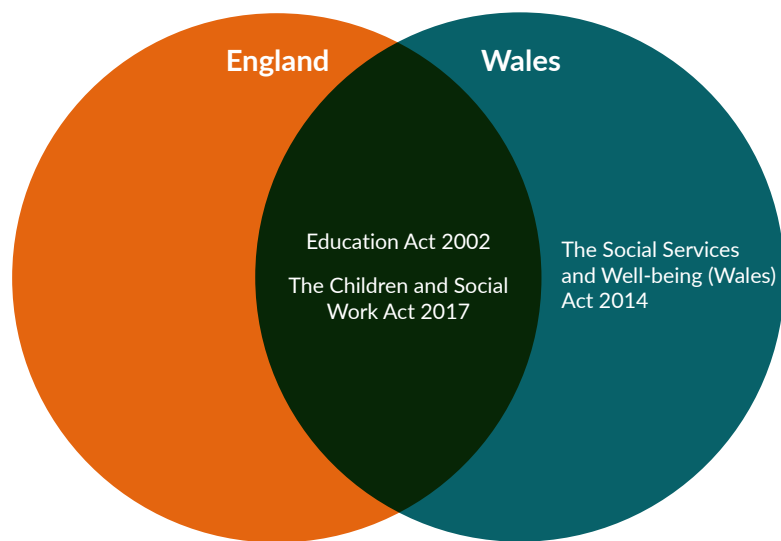 England
Wales
Education Act 2002
The Children and Social
Work Act 2017
The Social Services
and Well-being (Wales)
Act 2014